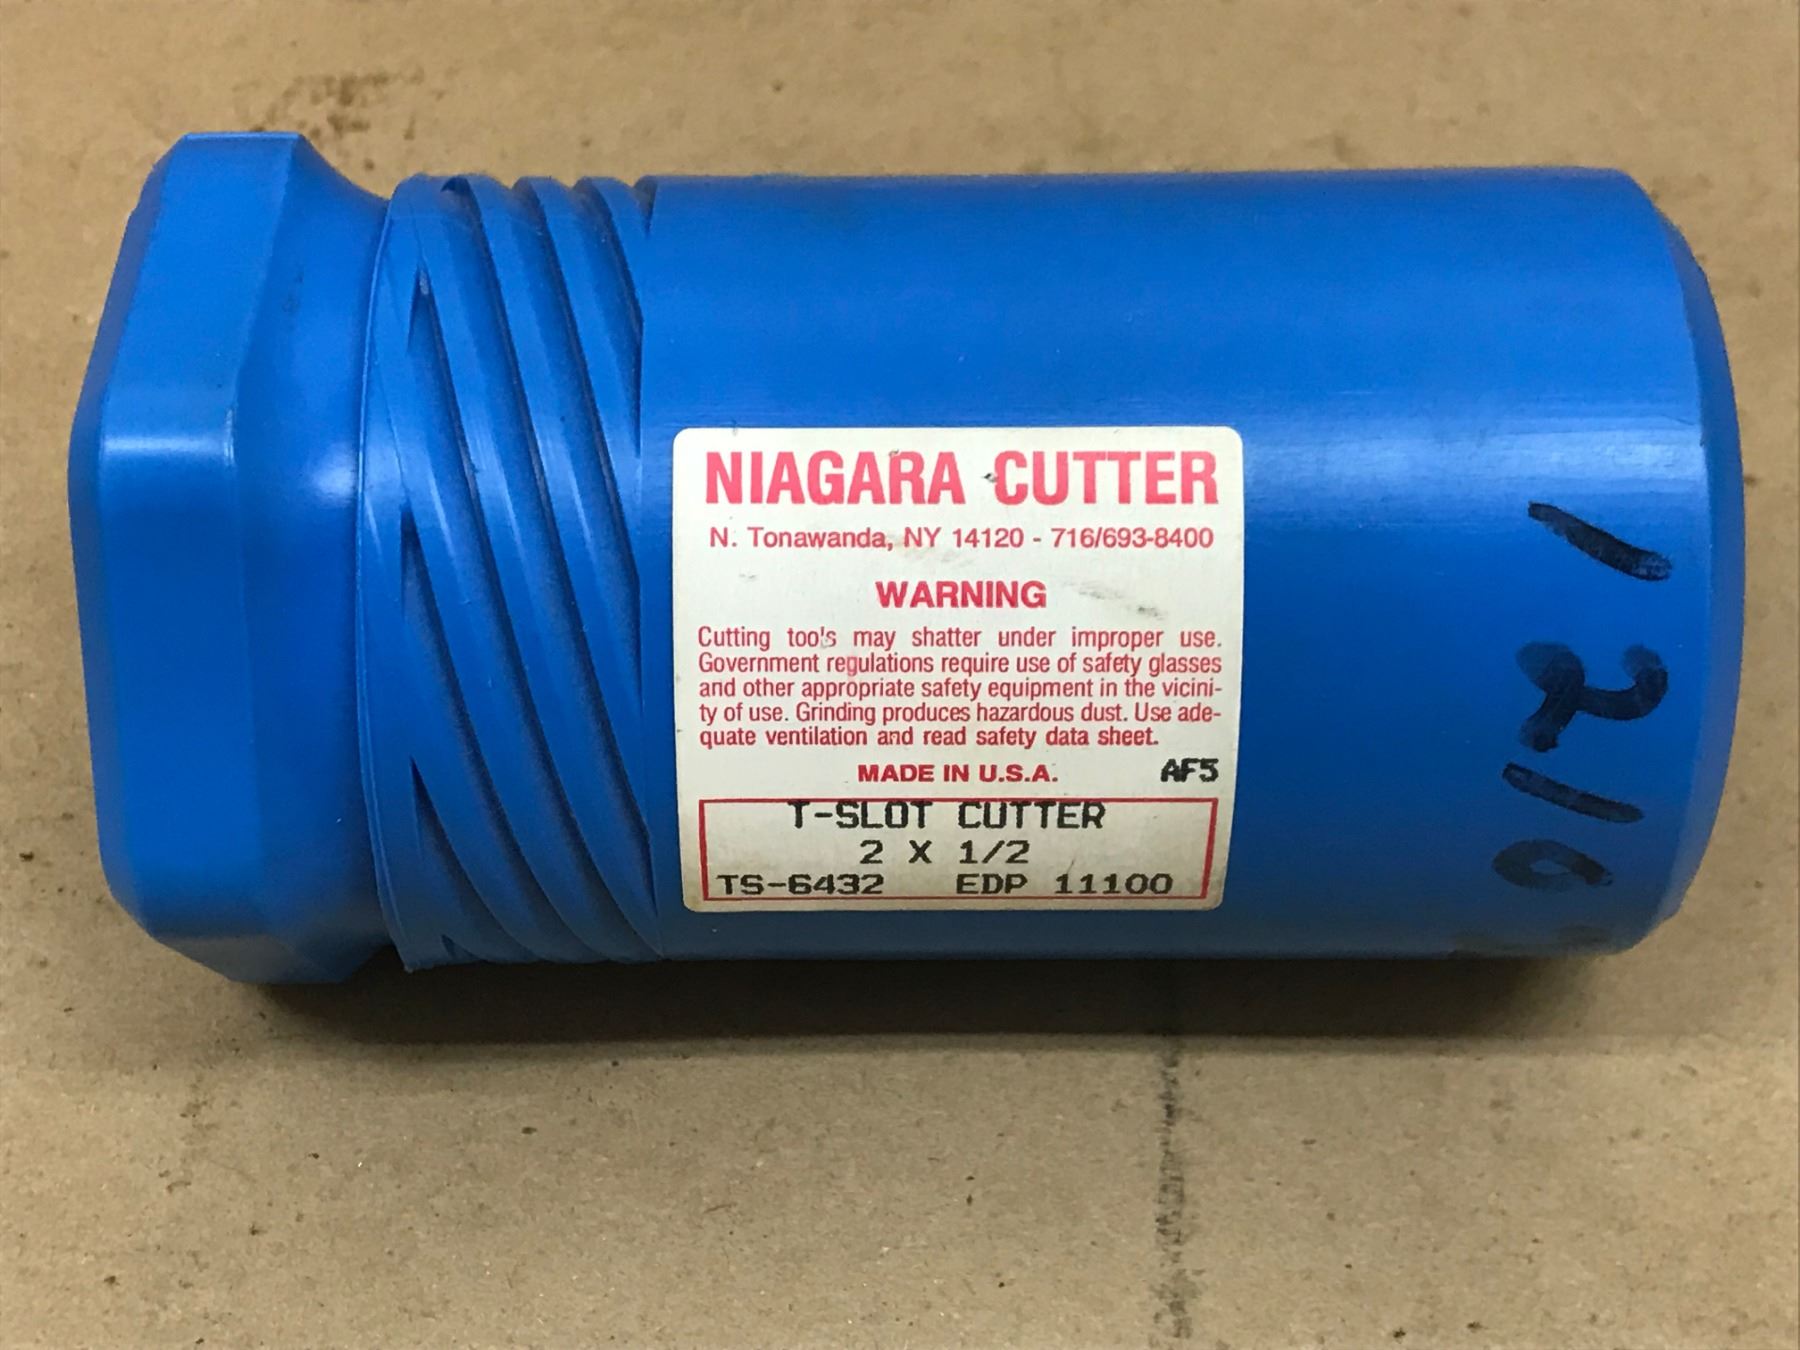 NIAGARA CUTTER
N. Tonawanda, NY 14120 - 716/693-8400
WARNING
Cutting tool's may shatter under improper use.
Government regulations require use of safety glasses
and other appropriate safety equipment in the vicini-
ty of use. Grinding produces hazardous dust. Use ade-
quate ventilation and read safety data sheet.
MADE IN U.S.A. AF5
T-SLOT CUTTER
2 X 1/2
TS-6432 EDP 11100
1210